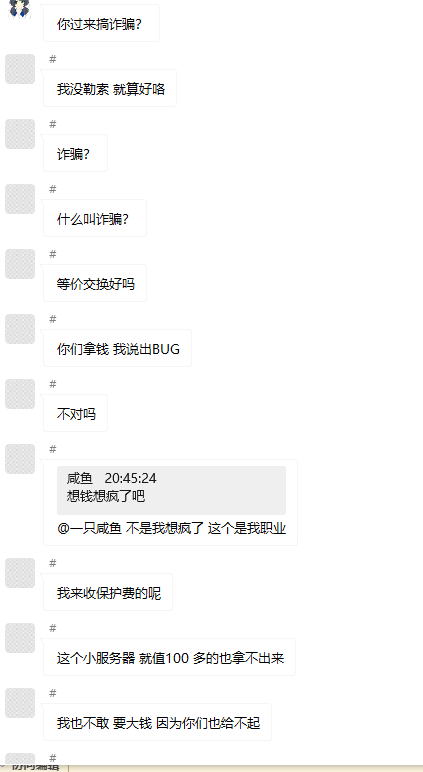 你过来搞诈骗?
#
我没勒索 就算好咯
#
诈骗?
#
什么叫诈骗?
#
等价交换好吗
#
你们拿钱 我说出BUG
#
不对吗
#
咸鱼 20:45:24
想钱想疯了吧
@一只咸鱼 不是我想疯了 这个是我职业
#
我来收保护费的呢
#
这个小服务器 就值100 多的也拿不出来
#
我也不敢 要大钱 因为你们也给不起
#